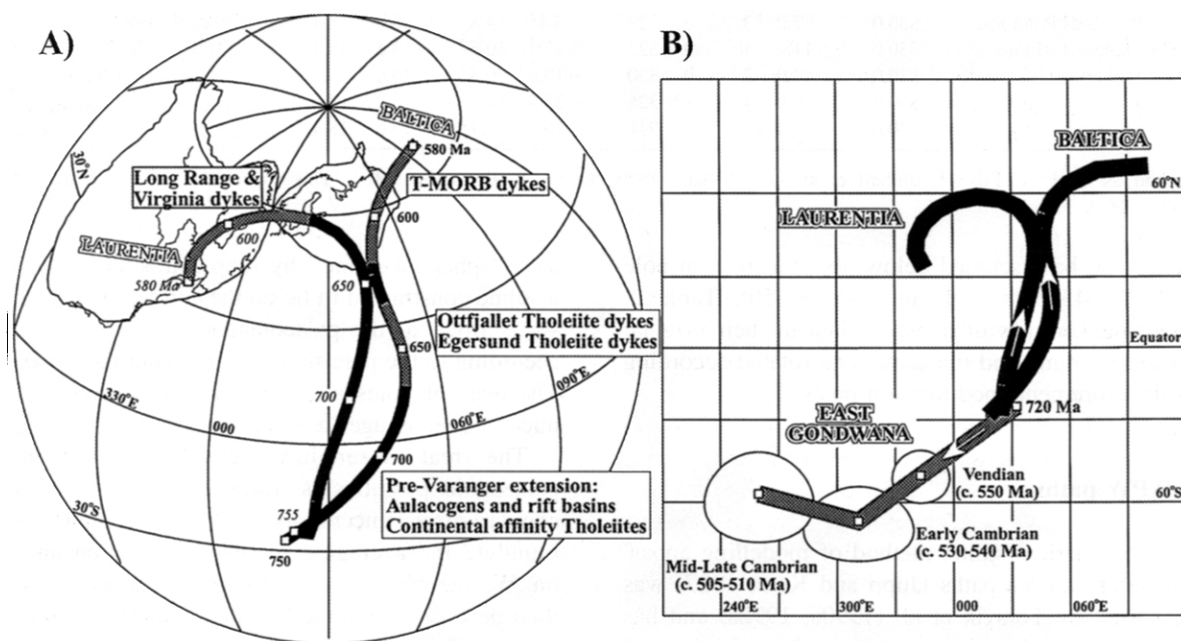 A)
BALTICA
580 Ma
30°N
Long Range &
Virginia dykes
T-MORB dykes
600
600
LAURENTIA
580 Ma
650
Ottfjallet Tholeiite dykes
Egersund Tholeiite dykes
650
330°E
700
090°E
000
060°E
700
30°S
755
750
Pre-Varanger extension:
Aulacogens and rift basins
Continental affinity Tholeiites
B)
BALTICA
60°N
LAURENTIA
Equator
720 Ma
EAST
GONDWANA
Vendian
(c. 550 Ma)
60°S
Early Cambrian
(c. 530-540 Ma)
Mid-Late Cambrian
(c. 505-510 Ma)
240°E
300°E
000
060°E